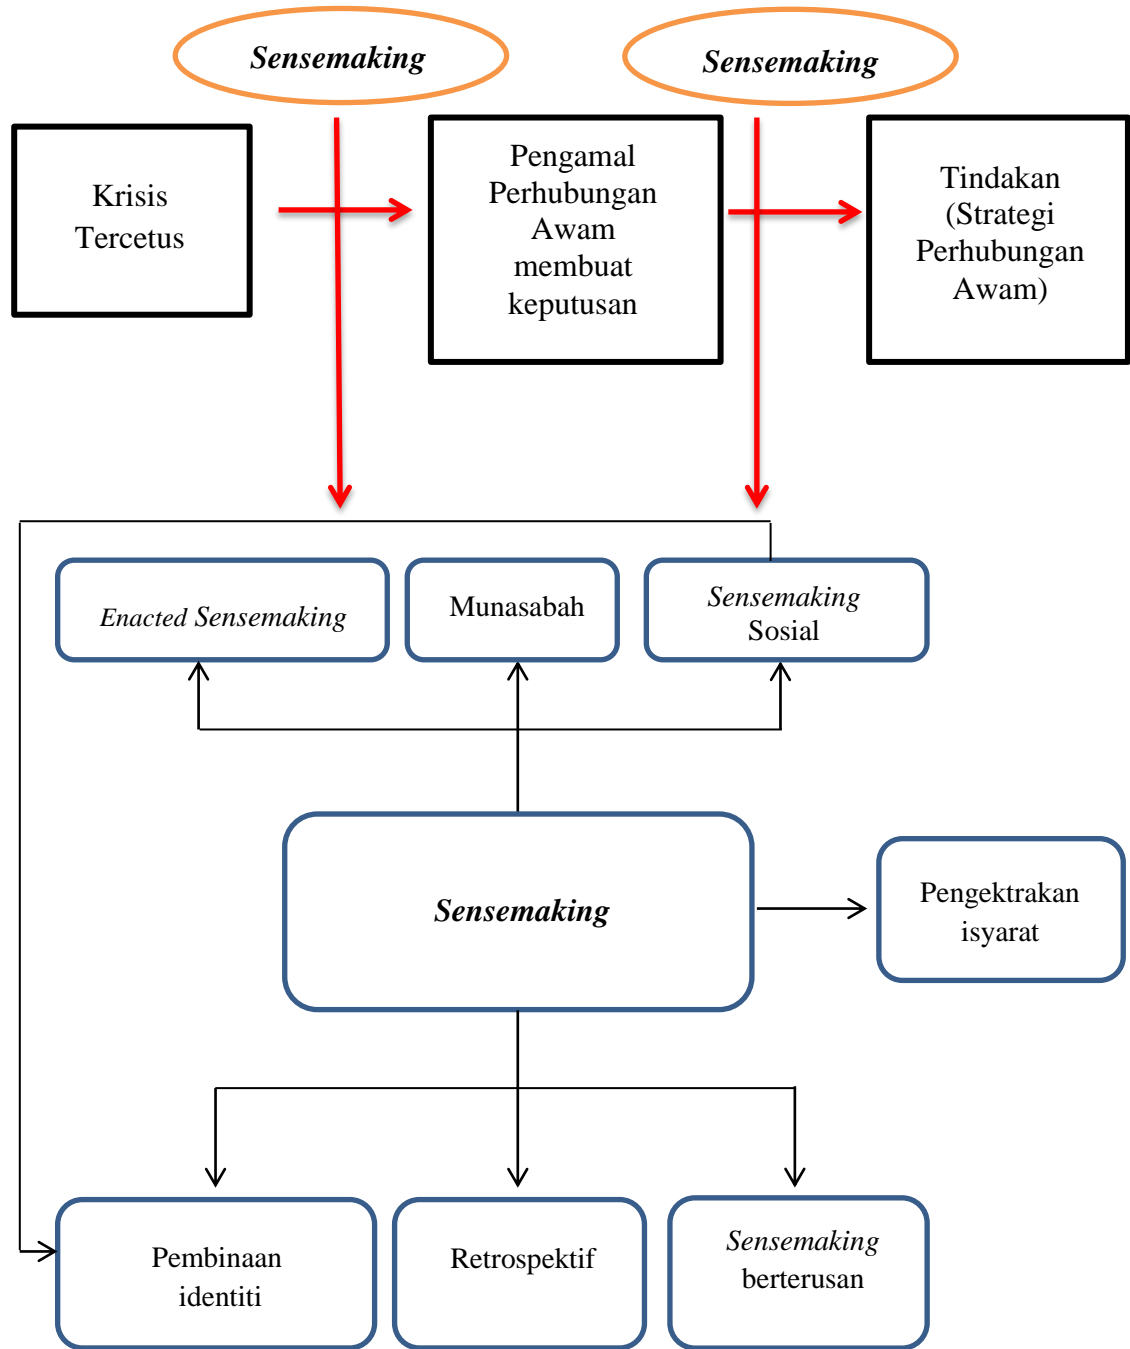 Sensemaking
Sensemaking
Krisis
Tercetus
Pengamal
Perhubungan
Awam
membuat
keputusan
Tindakan
(Strategi
Perhubungan
Awam)
Enacted Sensemaking
Munasabah
Sensemaking
Sosial
Sensemaking
Pengektrakan
isyarat
Pembinaan
identiti
Retrospektif
Sensemaking
berterusan